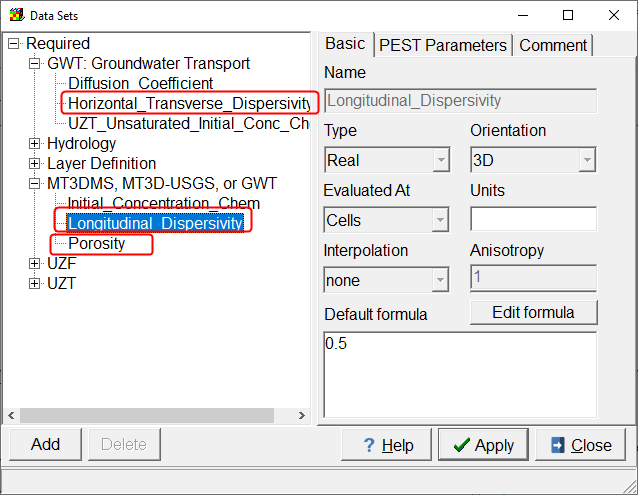 Data Sets
Required
GWT: Groundwater Transport
Diffusion_Coefficient
Horizontal_Transverse_Dispersivity
UZT_Unsaturated_Initial_Conc_Che
Hydrology
Layer Definition
MT3DMS, MT3D-USGS, or GWT
Initial_Concentration_Chem
Longitudinal_Dispersivity
Porosity
UZF
UZT
Add
Delete
Basic
PEST Parameters
Comment
Name
Longitudinal_Dispersivity
Type
Orientation
Real
3D
Evaluated At
Units
Cells
Interpolation
Anisotropy
none
1
Default formula
Edit formula
0.5
? Help
Apply
Close